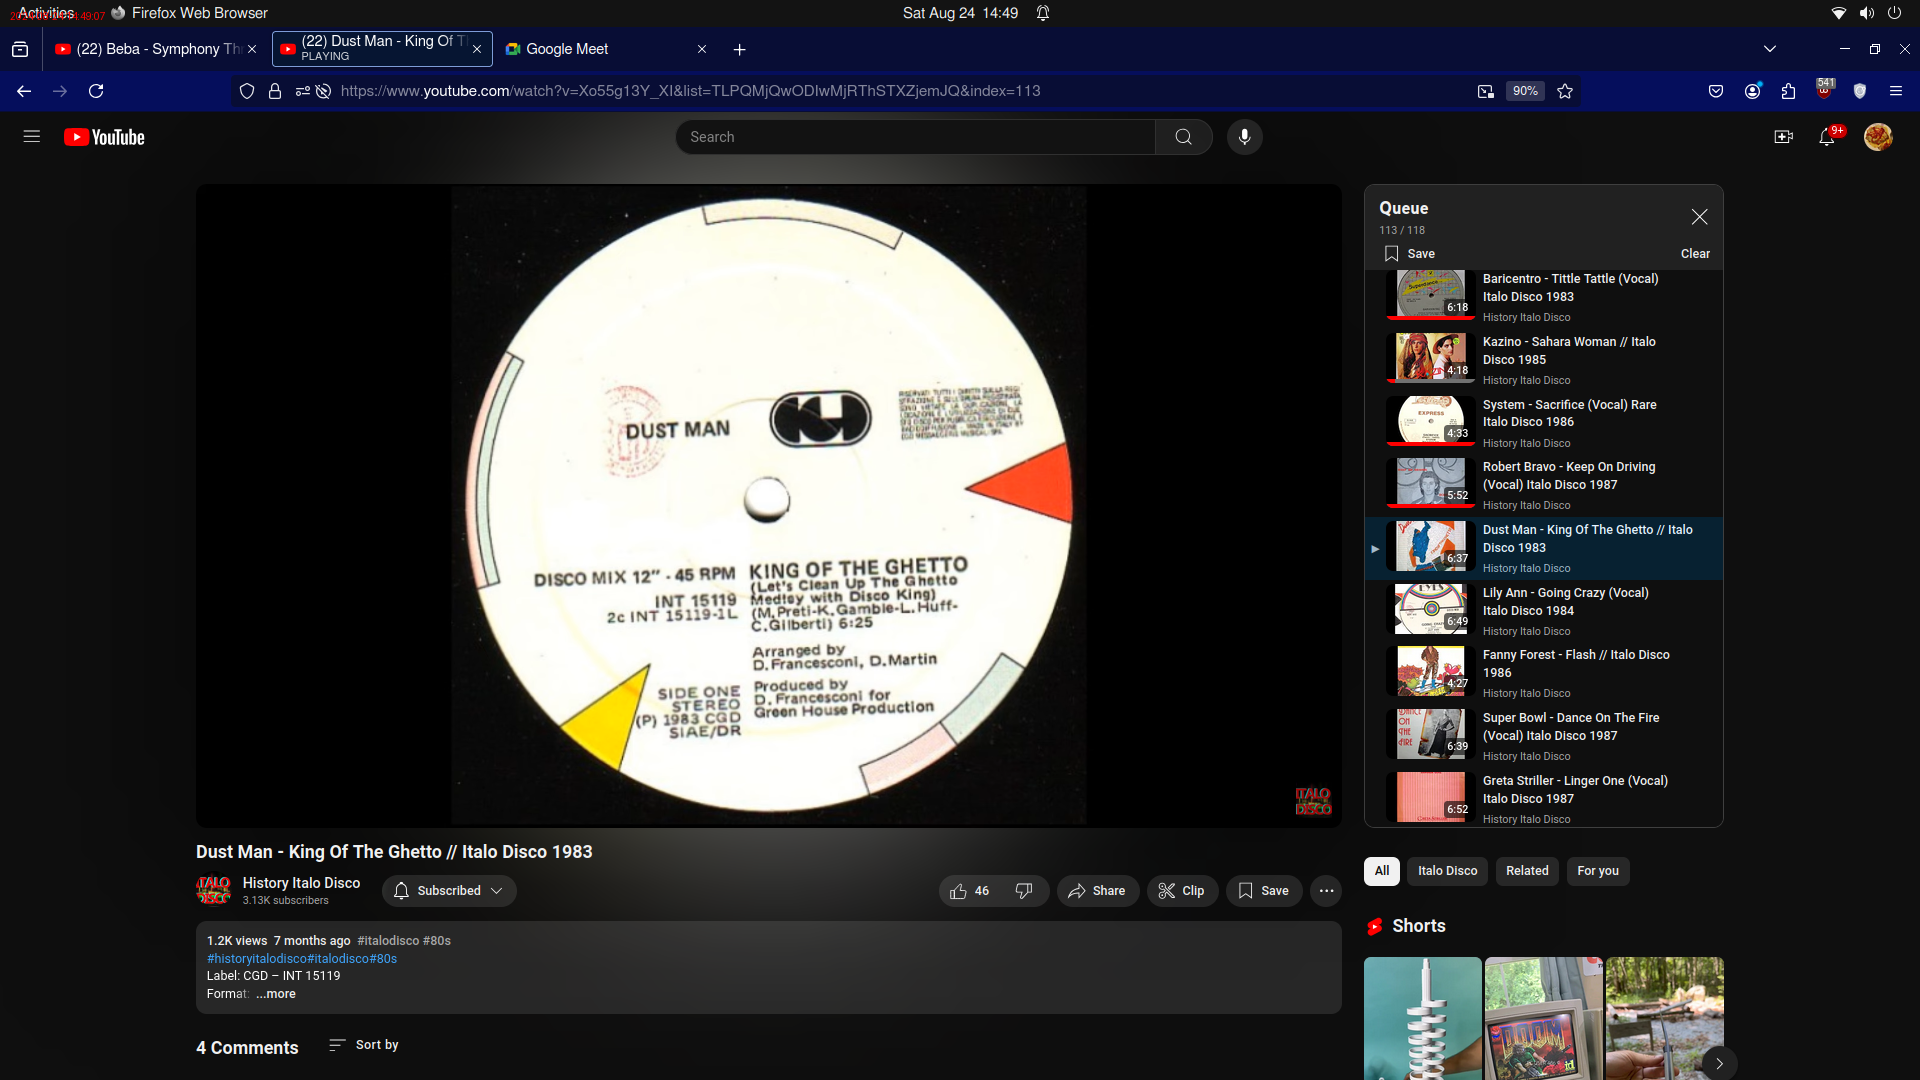 Activities
Firefox Web Browser
Sat Aug 24 14:49
(22) Beba - Symphony Th
(22) Dust Man - King Of T
PLAYING
Google Meet
https://www.youtube.com/watch?v=Xo55g13Y_XI&list=TLPQMjQwODIwMjRThSTXZjemJQ&index=113
90%
541
YouTube
Search
9+
DUST MAN
DISCO MIX 12" - 45 RPM
INT 15119
2c INT 15119-1L
KING OF THE GHETTO
(Let's Clean Up The Ghetto
Medley with Disco King)
(M.Preti-K.Gamble-L.Huff-
C.Gilberti) 6:25
Arranged by
D.Francesconi, D.Martin
Produced by
D. Francesconi for
Green House Production
SIDE ONE
STEREO
(P) 1983 CGD
SIAE/DR
ITALO
DISCO
Queue
113 / 118
Save
Clear
Baricentro - Tittle Tattle (Vocal)
Italo Disco 1983
History Italo Disco
6:18
Kazino - Sahara Woman // Italo
Disco 1985
History Italo Disco
4:18
System - Sacrifice (Vocal) Rare
Italo Disco 1986
History Italo Disco
EXPRESS
4:33
Robert Bravo - Keep On Driving
(Vocal) Italo Disco 1987
History Italo Disco
5:52
Dust Man - King Of The Ghetto // Italo
Disco 1983
History Italo Disco
6:37
Lily Ann - Going Crazy (Vocal)
Italo Disco 1984
History Italo Disco
6:49
Fanny Forest - Flash // Italo Disco
1986
History Italo Disco
4:27
Super Bowl - Dance On The Fire
(Vocal) Italo Disco 1987
History Italo Disco
DANCE
ON
THE
FIRE
6:39
Greta Striller - Linger One (Vocal)
Italo Disco 1987
History Italo Disco
6:52
Dust Man - King Of The Ghetto // Italo Disco 1983
ITALO
DISCO
History Italo Disco
3.13K subscribers
Subscribed
46
Share
Clip
Save
1.2K views 7 months ago #italodisco #80s
#historyitalodisco#italodisco#80s
Label: CGD – INT 15119
Format: ...more
4 Comments
Sort by
All
Italo Disco
Related
For you
Shorts
DOOM
id